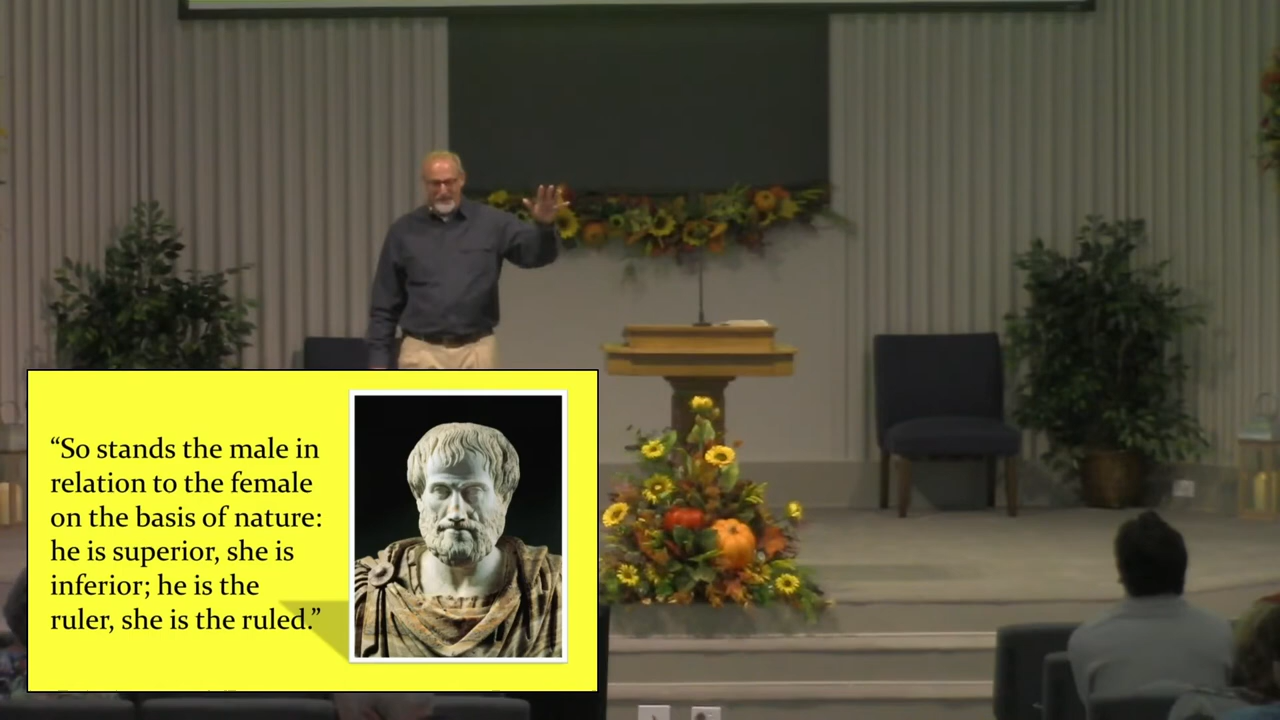 “So stands the male in
relation to the female
on the basis of nature:
he is superior, she is
inferior; he is the
ruler, she is the ruled.”